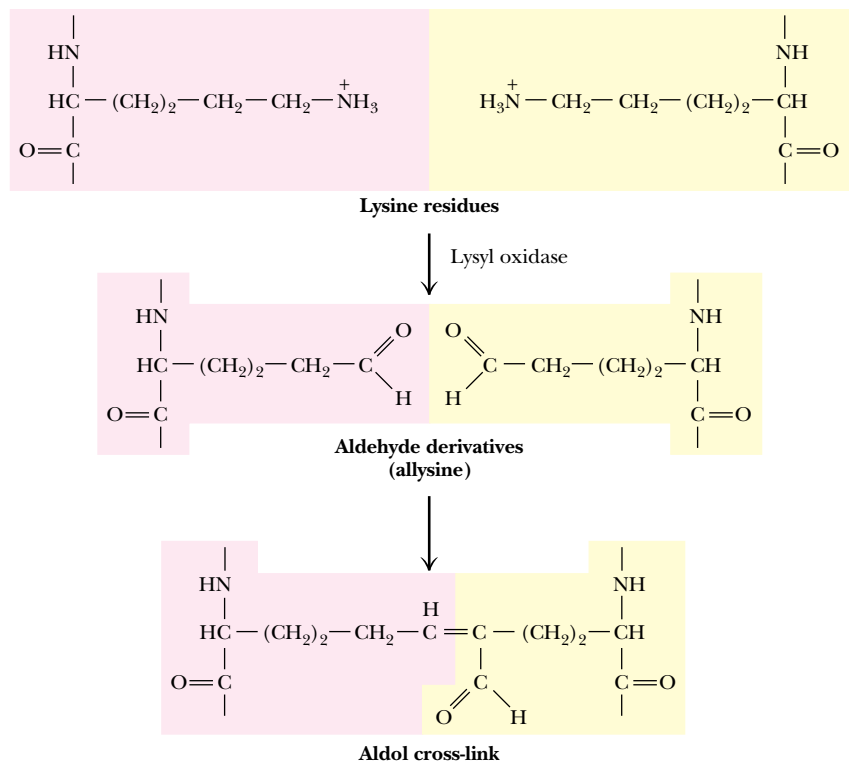 HN NH
HC—(CH₂)₂—CH₂—CH₂—N⁺H₃ H₃N⁺—CH₂—CH₂—(CH₂)₂—CH
O=C C=O
Lysine residues
Lysyl oxidase
HN O O NH
HC—(CH₂)₂—CH₂—C C—CH₂—(CH₂)₂—CH
H H
O=C C=O
Aldehyde derivatives
(allysine)
HN NH
H
HC—(CH₂)₂—CH₂—C=C—(CH₂)₂—CH
O=C C C=O
O H
Aldol cross-link